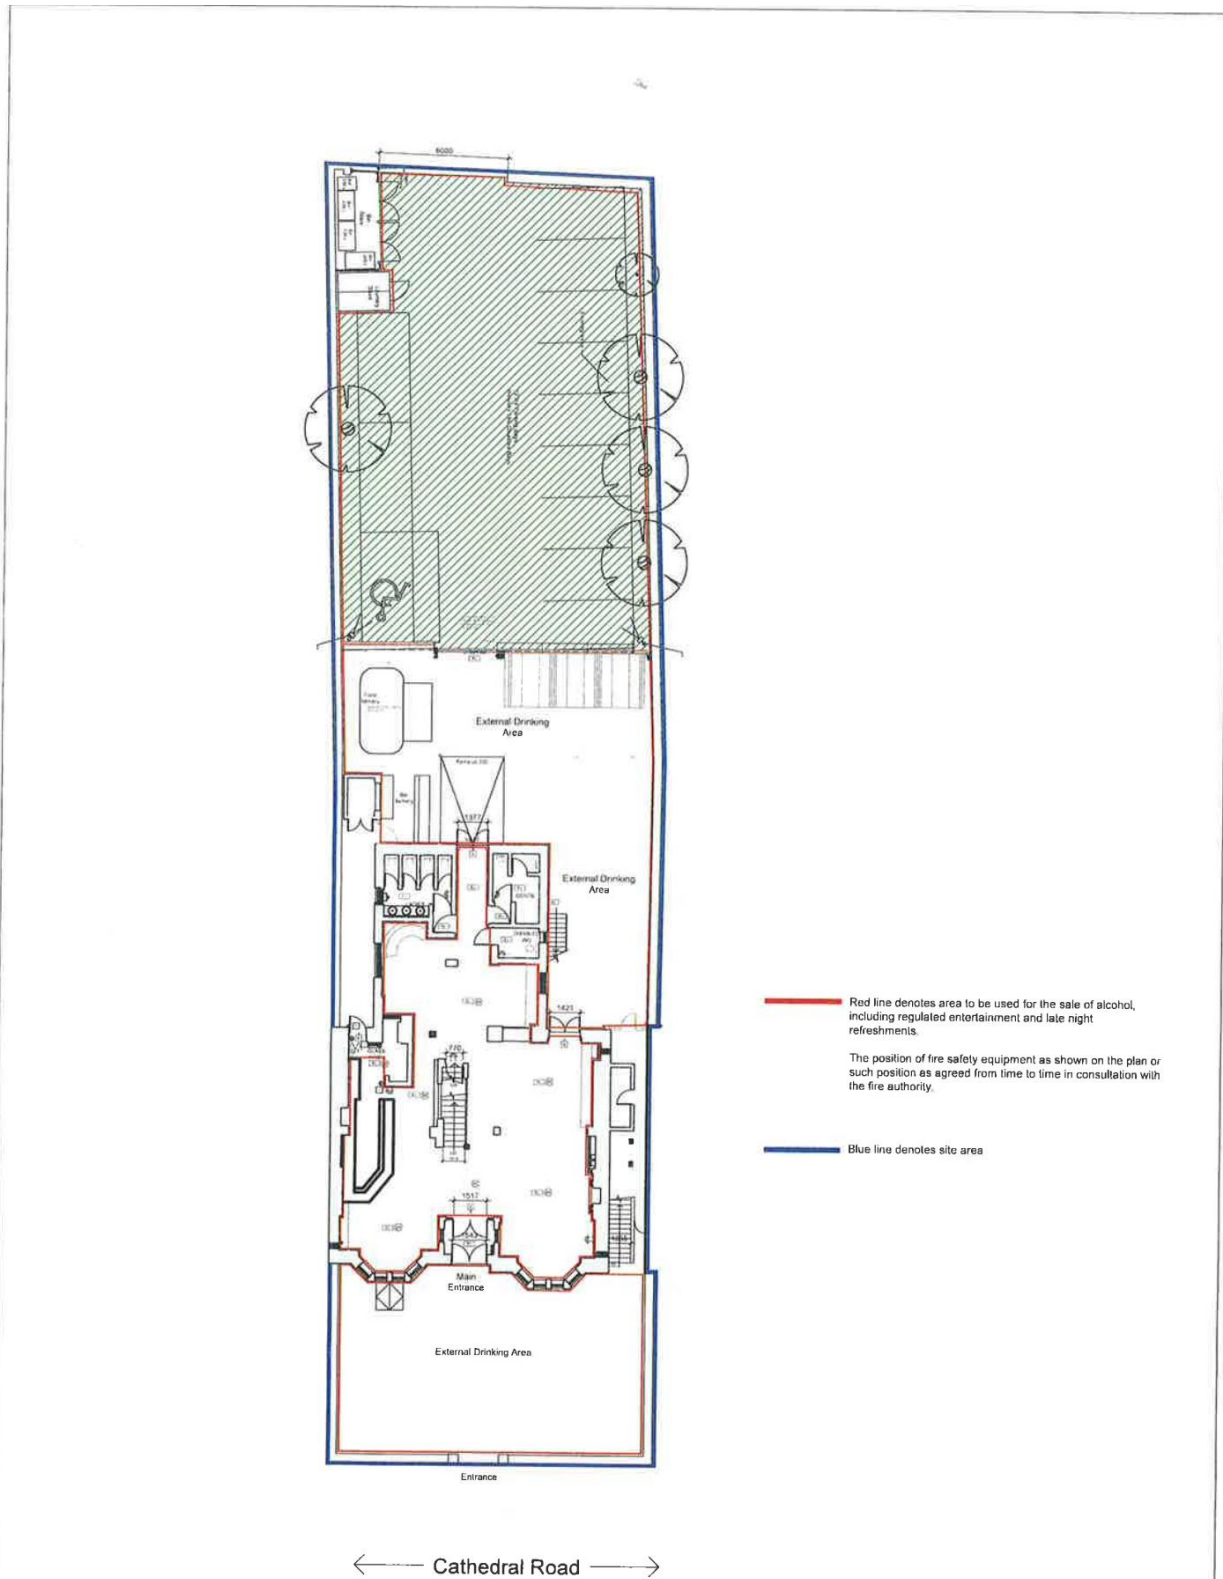 6000
External Drinking
Area
1377
External Drinking
Area
1421
770
1517
Main
Entrance
External Drinking Area
Entrance
Cathedral Road
Red line denotes area to be used for the sale of alcohol,
including regulated entertainment and late night
refreshments.
The position of fire safety equipment as shown on the plan or
such position as agreed from time to time in consultation with
the fire authority.
Blue line denotes site area